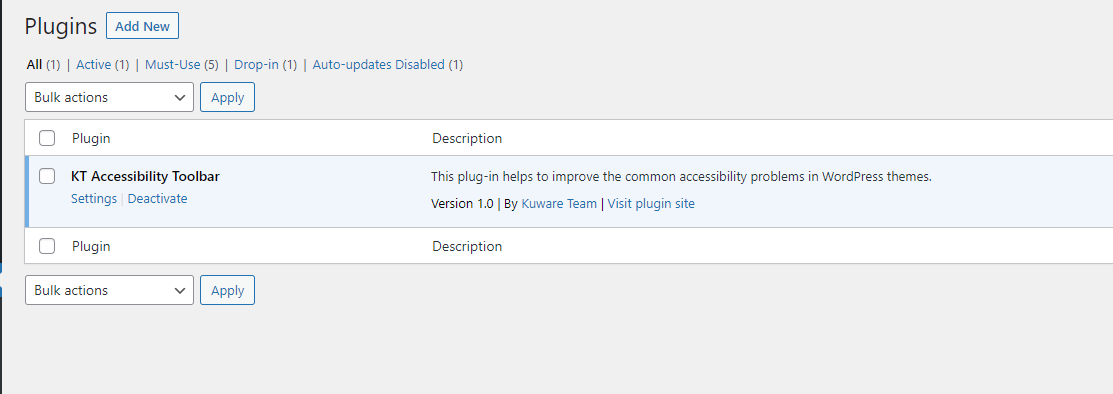 Plugins Add New
All (1) | Active (1) | Must-Use (5) | Drop-in (1) | Auto-updates Disabled (1)
Bulk actions Apply
Plugin Description
KT Accessibility Toolbar This plug-in helps to improve the common accessibility problems in WordPress themes.
Settings | Deactivate Version 1.0 | By Kuware Team | Visit plugin site
Plugin Description
Bulk actions Apply